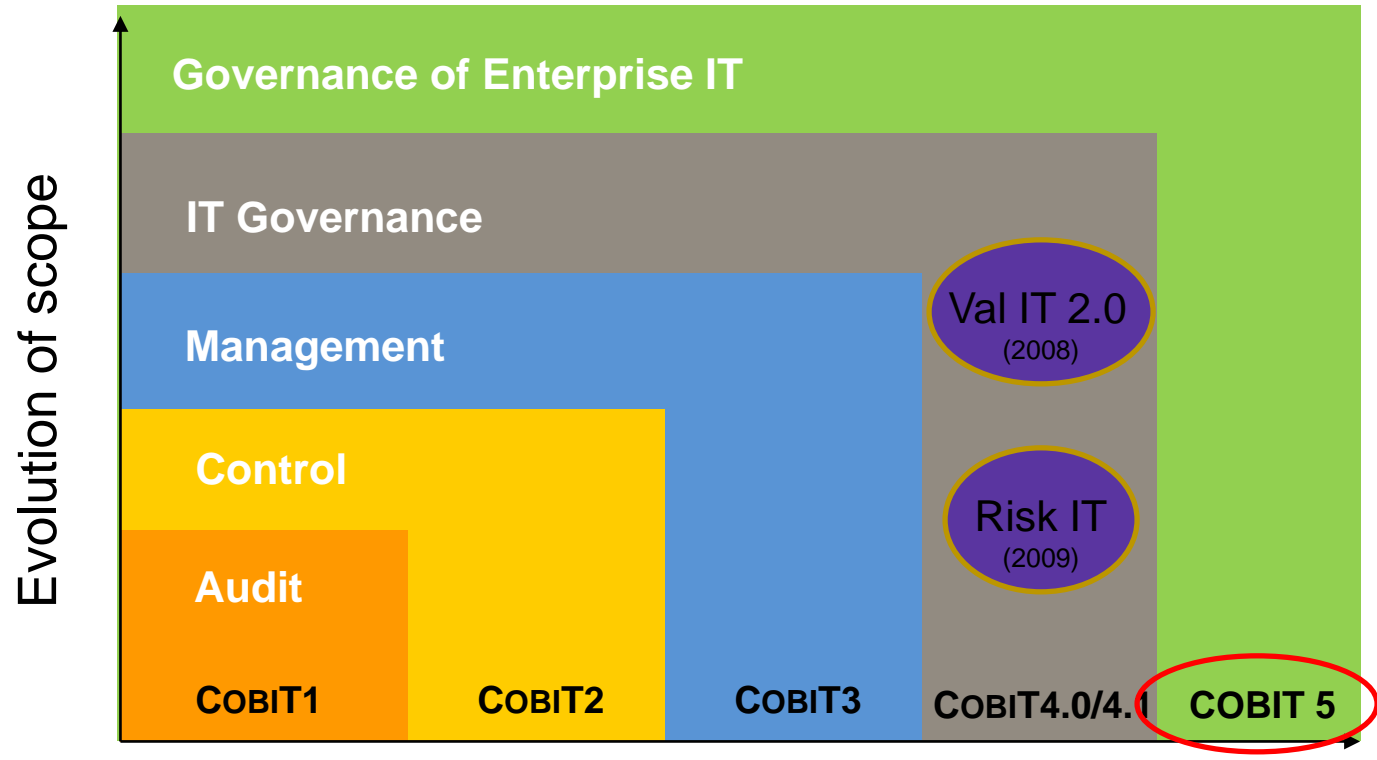 Evolution of scope
Governance of Enterprise IT
IT Governance
Val IT 2.0
(2008)
Management
Control
Risk IT
(2009)
Audit
COBIT1
COBIT2
COBIT3
COBIT4.0/4.1
COBIT 5